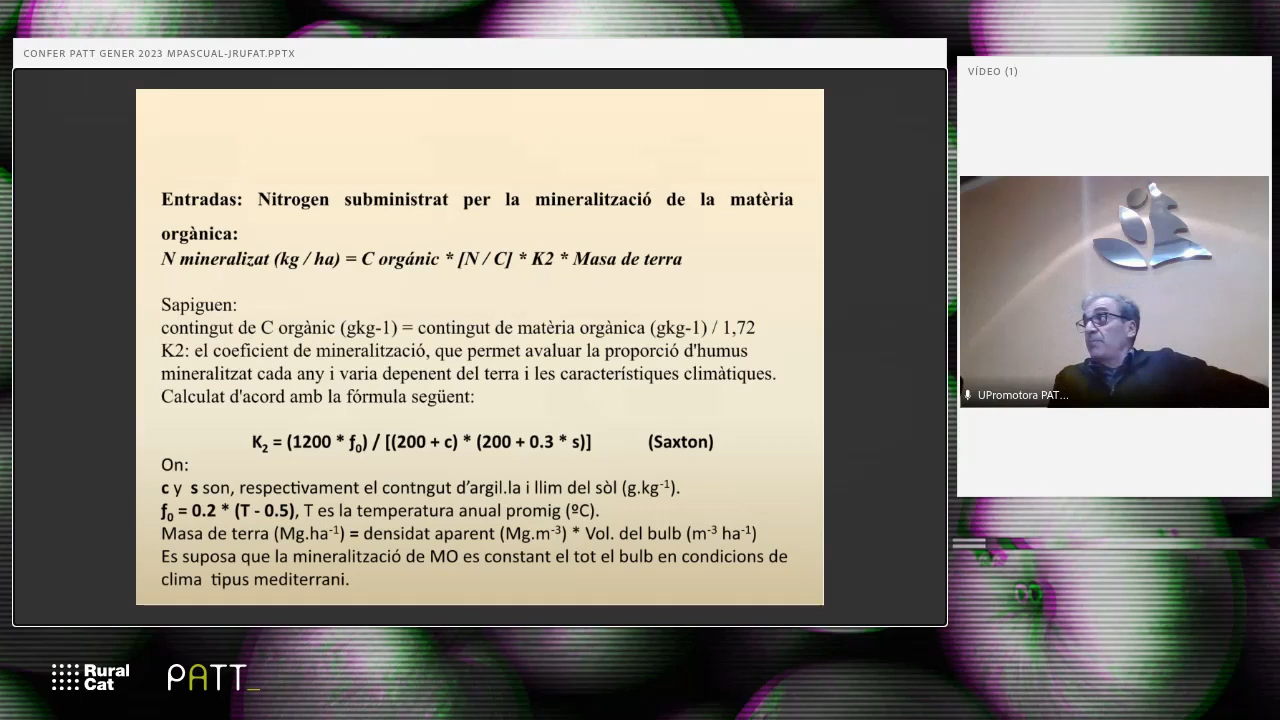 CONFER PATT GENER 2023 MPASCUAL-JRUFAT.PPTX
VÍDEO (1)
Entradas: Nitrogen subministrat per la mineralització de la matèria
orgànica:
N mineralizat (kg / ha) = C orgánic * [N / C] * K2 * Masa de terra
Sapiguen:
contingut de C orgànic (gkg-1) = contingut de matèria orgànica (gkg-1) / 1,72
K2: el coeficient de mineralització, que permet avaluar la proporció d'humus
mineralitzat cada any i varia depenent del terra i les característiques climàtiques.
Calculat d'acord amb la fórmula següent:
K2 = (1200 * f0) / [(200 + c) * (200 + 0.3 * s)] (Saxton)
On:
c y s son, respectivament el contngut d'argil.la i llim del sòl (g.kg-1).
f0 = 0.2 * (T - 0.5), T es la temperatura anual promig (ºC).
Masa de terra (Mg.ha-1) = densidat aparent (Mg.m-3) * Vol. del bulb (m-3 ha-1)
Es suposa que la mineralització de MO es constant el tot el bulb en condicions de
clima tipus mediterrani.
UPromotora PAT...
Rural
Cat
PATT_